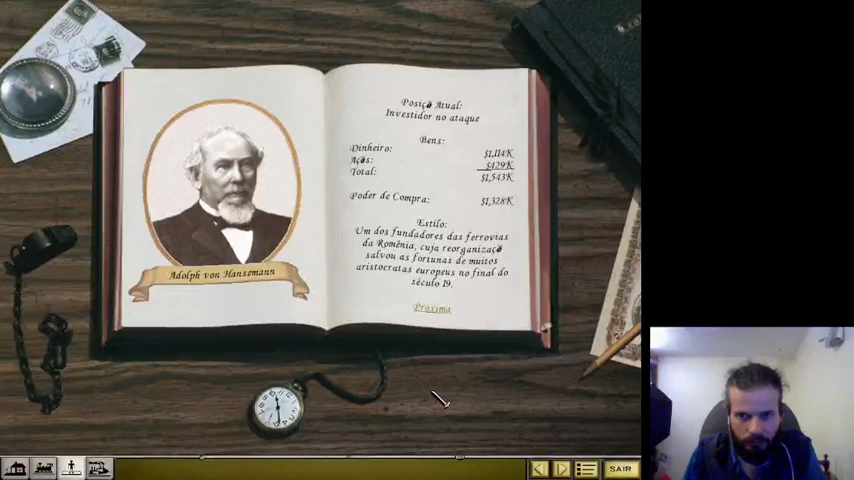 Posição Atual:
Investidor no ataque
Bens:
Dinheiro: $1,114K
Ações: $429K
Total: $1,543K
Poder de Compra: $1,328K
Estilo:
Um dos fundadores das ferrovias
da Romênia, cuja reorganização
salvou as fortunas de muitos
aristocratas europeus no final do
século 19.
Próxima
Adolph von Hansemann
SAIR